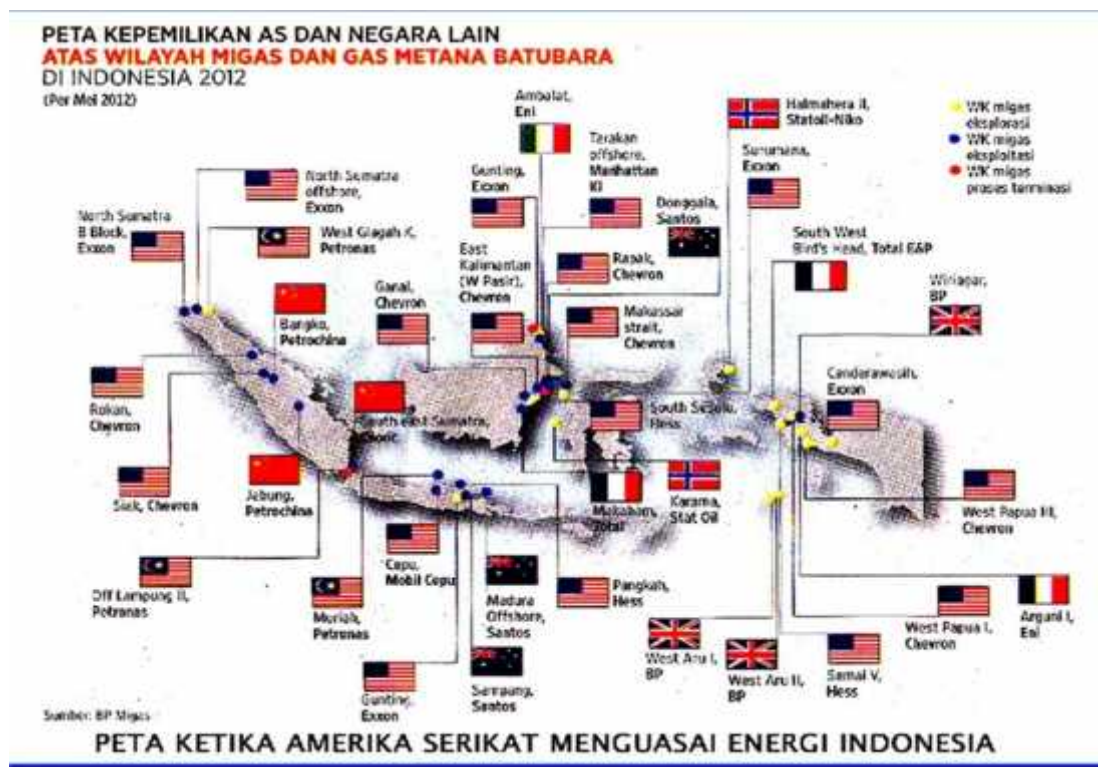 PETA KEPEMILIKAN AS DAN NEGARA LAIN
ATAS WILAYAH MIGAS DAN GAS METANA BATUBARA
DI INDONESIA 2012
(Per Mei 2012)
Ambalat,
Eni
Halmahera II,
Statoil-Niko
WK migas
eksplorasi
WK migas
eksploitasi
WK migas
proses terminasi
Tarakan
offshore,
Manhattan
KI
Surumana,
Exxon
North Sumatra
offshore,
Exxon
Gunting,
Exxon
Donggala,
Santos
North Sumatra
B Block,
Exxon
West Glagah K,
Petronas
South West
Bird's Head, Total E&P
East
Kalimantan
(W Pasir),
Chevron
Rapak,
Chevron
Ganal,
Chevron
Wiriagar,
BP
Bangko,
Petrochina
Makassar
strait,
Chevron
Cenderawasih,
Exxon
Rokan,
Chevron
South East Sumatra,
South Sesulu,
Hess
Siak, Chevron
Jabung,
Petrochina
Total
Karama,
Stat Oil
West Papua III,
Chevron
Cepu,
Mobil Cepu
Off Lampung II,
Petronas
Muriah,
Petronas
Madura
Offshore,
Santos
Pangkah,
Hess
West Papua I,
Chevron
Arguni I,
Eni
West Aru I,
BP
West Aru II,
BP
Semai V,
Hess
Gunting,
Exxon
Sampang,
Santos
Sumber: BP Migas
PETA KETIKA AMERIKA SERIKAT MENGUASAI ENERGI INDONESIA